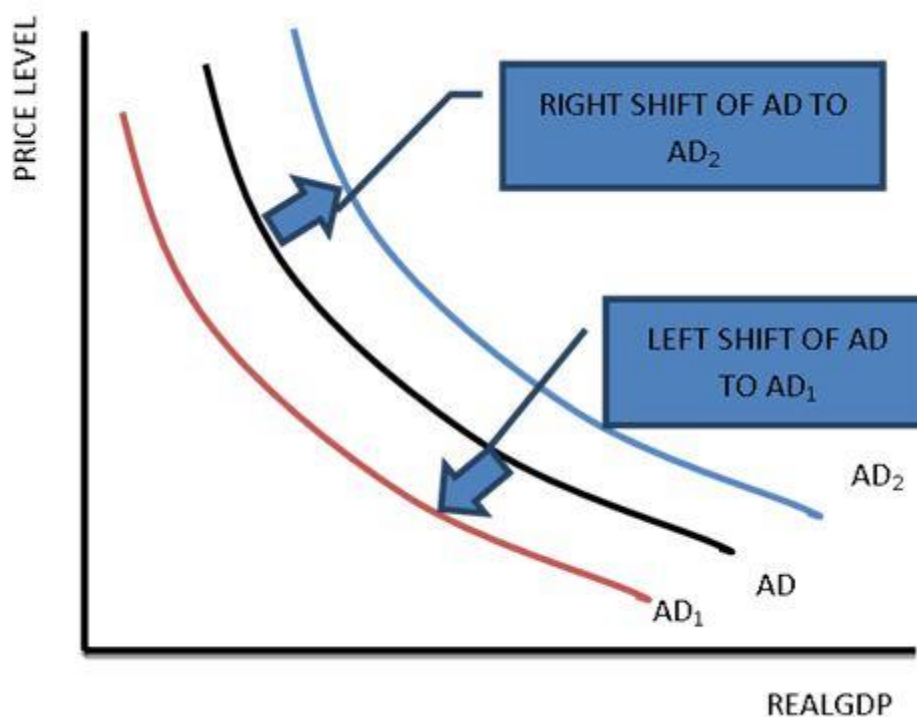 PRICE LEVEL
RIGHT SHIFT OF AD TO
AD₂
LEFT SHIFT OF AD
TO AD₁
AD₂
AD
AD₁
REALGDP